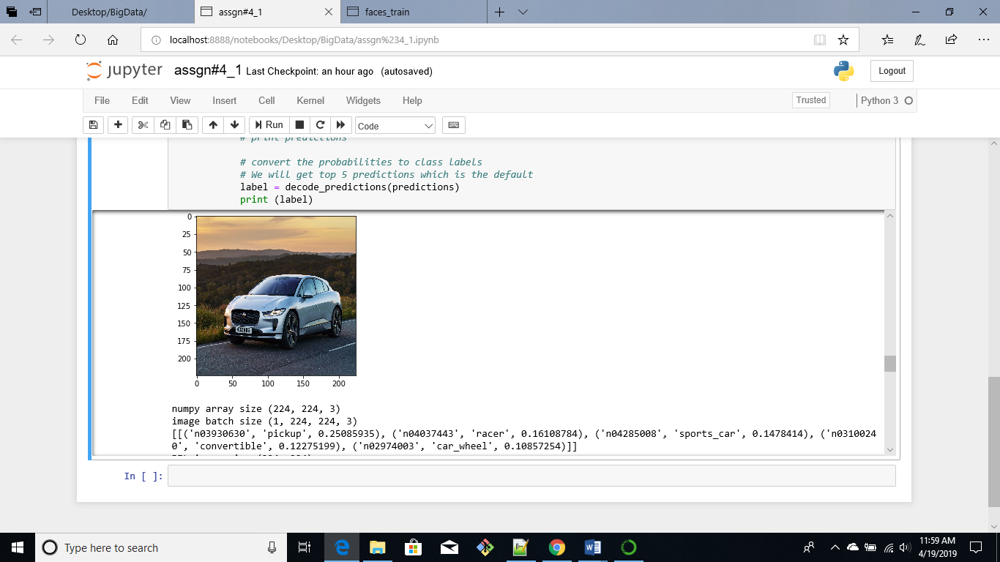 Desktop/BigData/
assgn#4_1
faces_train
localhost:8888/notebooks/Desktop/BigData/assgn%234_1.ipynb
jupyter assgn#4_1 Last Checkpoint: an hour ago (autosaved)
Logout
File Edit View Insert Cell Kernel Widgets Help
Trusted
Python 3
Run
Code
# print predictions
# convert the probabilities to class labels
# We will get top 5 predictions which is the default
label = decode_predictions(predictions)
print (label)
0
25
50
75
100
125
150
175
200
0 50 100 150 200
numpy array size (224, 224, 3)
image batch size (1, 224, 224, 3)
[[('n03930630', 'pickup', 0.25085935), ('n04037443', 'racer', 0.16108784), ('n04285008', 'sports_car', 0.1478414), ('n0310024
0', 'convertible', 0.12275199), ('n02974003', 'car_wheel', 0.10857254)]]
In [ ]:
Type here to search
11:59 AM
4/19/2019